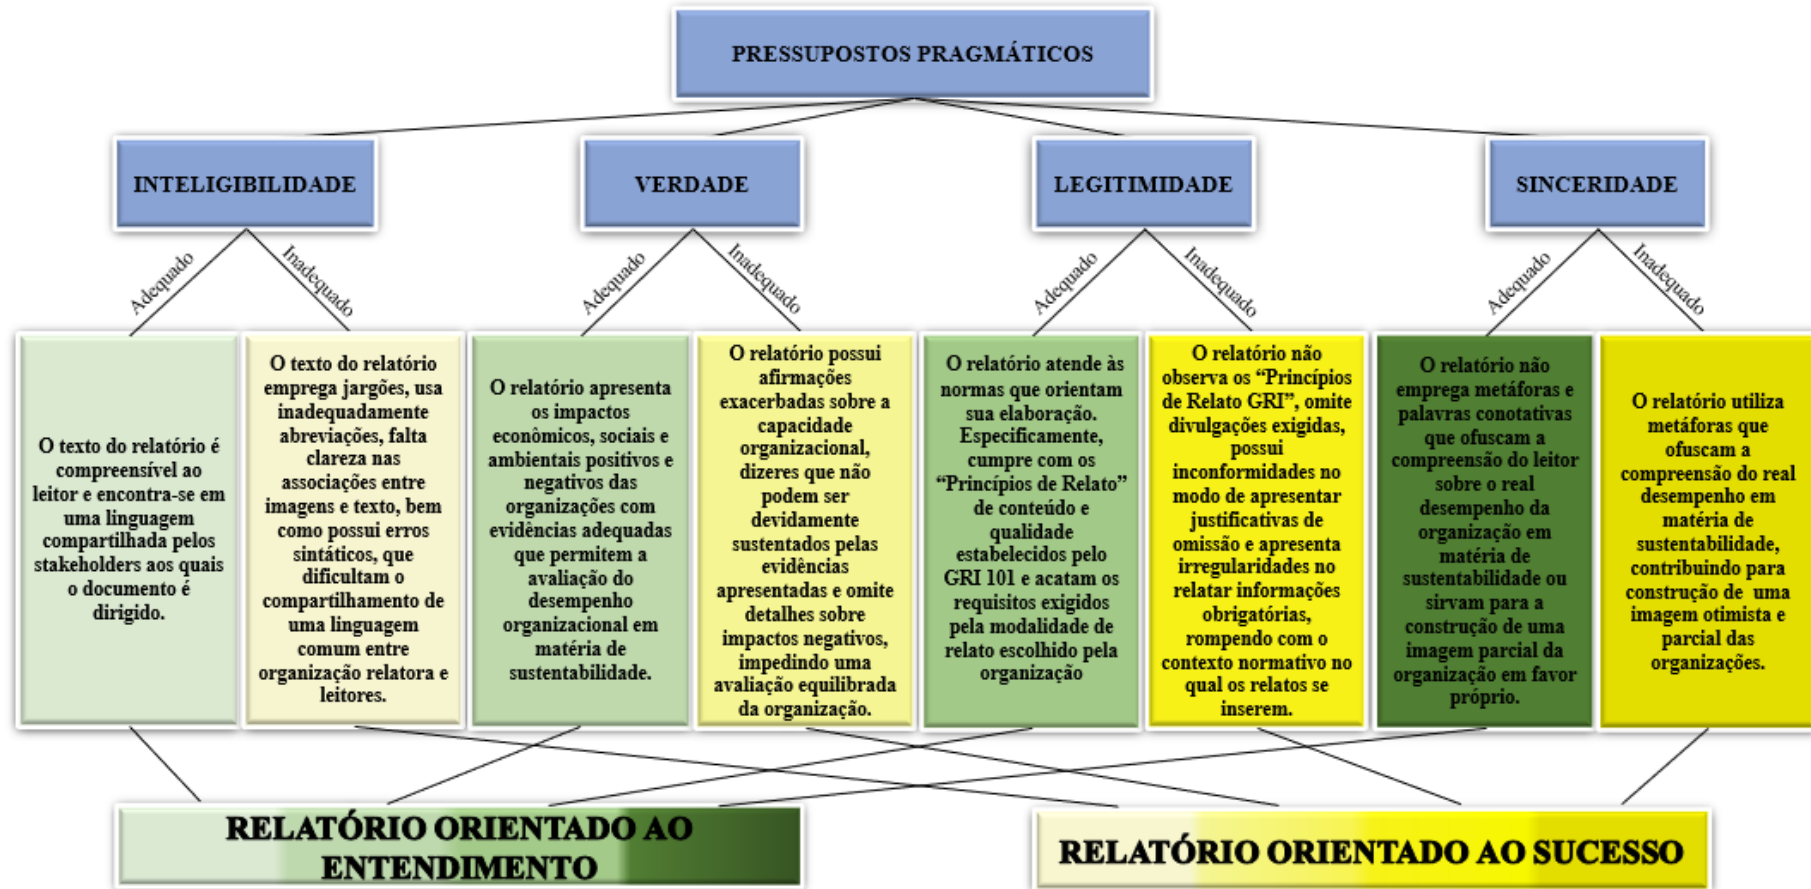 PRESSUPOSTOS PRAGMÁTICOS
INTELIGIBILIDADE
VERDADE
LEGITIMIDADE
SINCERIDADE
Adequado
Inadequado
Adequado
Inadequado
Adequado
Inadequado
Adequado
Inadequado
O texto do relatório é
compreensível ao
leitor e encontra-se em
uma linguagem
compartilhada pelos
stakeholders aos quais
o documento é
dirigido.
O texto do relatório
emprega jargões, usa
inadequadamente
abreviações, falta
clareza nas
associações entre
imagens e texto, bem
como possui erros
sintáticos, que
dificultam o
compartilhamento de
uma linguagem
comum entre
organização relatora e
leitores.
O relatório apresenta
os impactos
econômicos, sociais e
ambientais positivos e
negativos das
organizações com
evidências adequadas
que permitem a
avaliação do
desempenho
organizacional em
matéria de
sustentabilidade.
O relatório possui
afirmações
exacerbadas sobre a
capacidade
organizacional,
dizeres que não
podem ser
devidamente
sustentados pelas
evidências
apresentadas e omite
detalhes sobre
impactos negativos,
impedindo uma
avaliação equilibrada
da organização.
O relatório atende às
normas que orientam
sua elaboração.
Especificamente,
cumpre com os
“Princípios de Relato”
de conteúdo e
qualidade
estabelecidos pelo
GRI 101 e acatam os
requisitos exigidos
pela modalidade de
relato escolhido pela
organização
O relatório não
observa os “Princípios
de Relato GRI”, omite
divulgações exigidas,
possui
inconformidades no
modo de apresentar
justificativas de
omissão e apresenta
irregularidades no
relatar informações
obrigatórias,
rompendo com o
contexto normativo no
qual os relatos se
inserem.
O relatório não
emprega metáforas e
palavras conotativas
que ofuscam a
compreensão do leitor
sobre o real
desempenho da
organização em
matéria de
sustentabilidade ou
sirvam para a
construção de uma
imagem parcial da
organização em favor
próprio.
O relatório utiliza
metáforas que
ofuscam a
compreensão do real
desempenho em
matéria de
sustentabilidade,
contribuindo para
construção de uma
imagem otimista e
parcial das
organizações.
RELATÓRIO ORIENTADO AO
ENTENDIMENTO
RELATÓRIO ORIENTADO AO SUCESSO